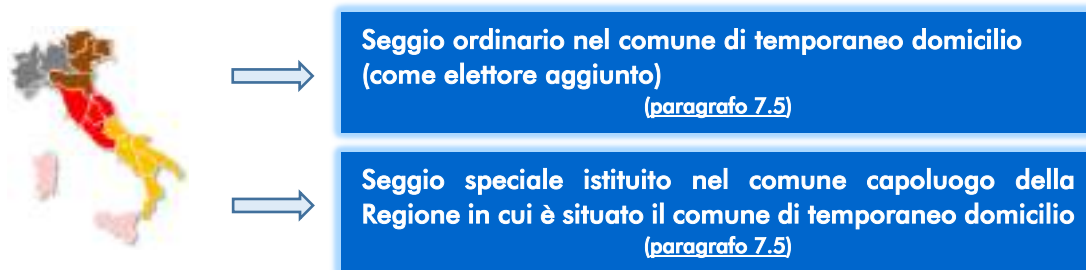 Seggio ordinario nel comune di temporaneo domicilio
(come elettore aggiunto)
(paragrafo 7.5)
Seggio speciale istituito nel comune capoluogo della
Regione in cui è situato il comune di temporaneo domicilio
(paragrafo 7.5)